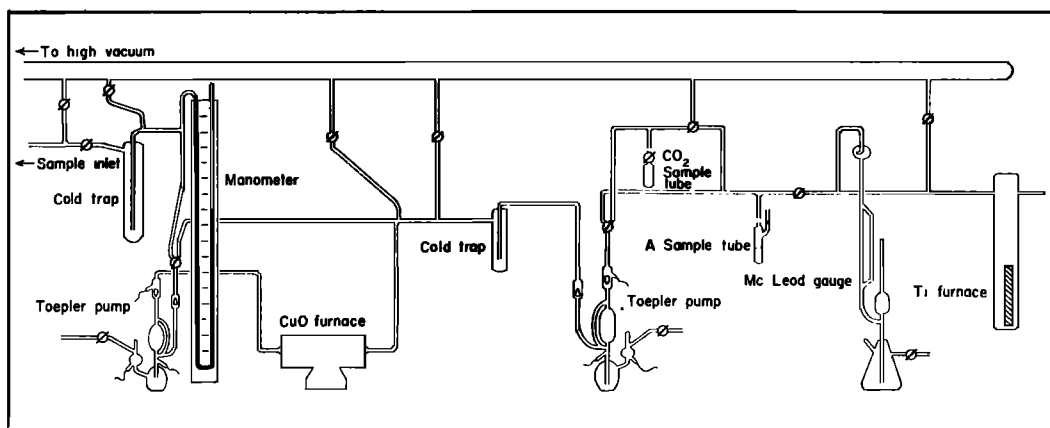 To high vacuum
Sample inlet
Cold trap
Manometer
Toepler pump
CuO furnace
Cold trap
CO2
Sample
tube
A Sample tube
Toepler pump
Mc Leod gauge
Ti furnace